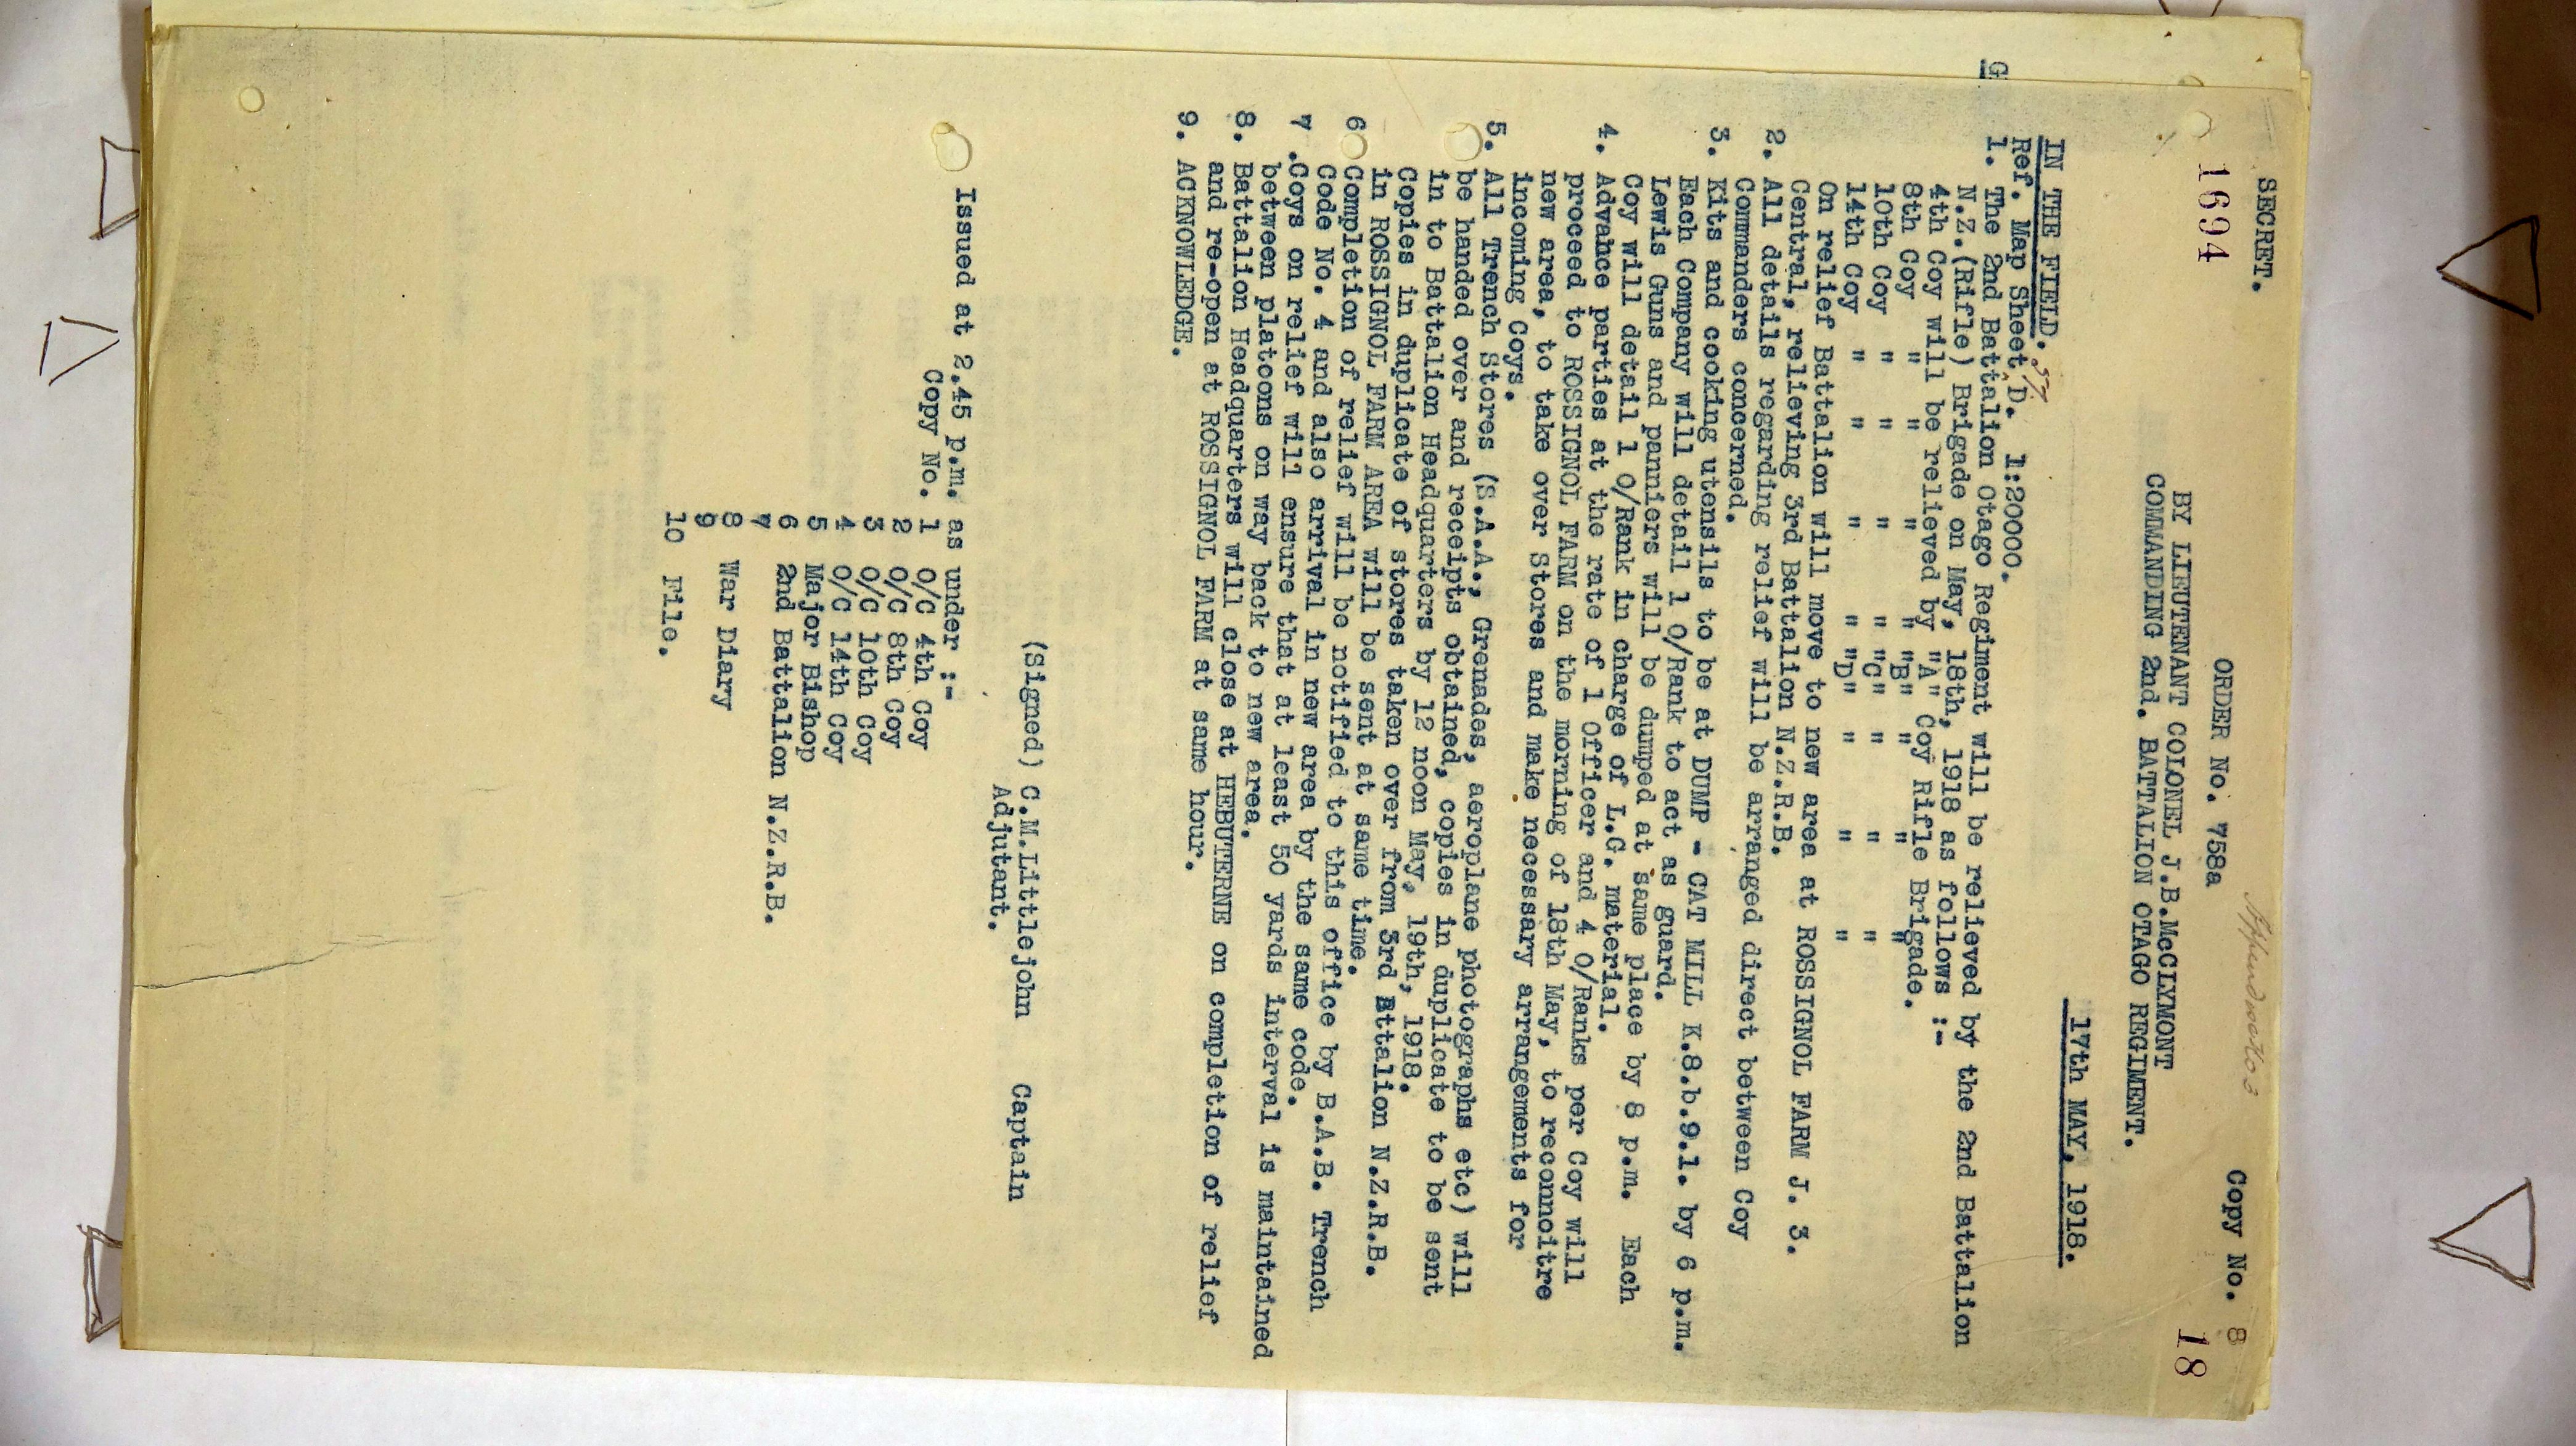 SECRET.
ORDER No. 758a
Copy No. 8
1694
18
BY LIEUTENANT COLONEL J.B.McCLYMONT
COMMANDING 2nd. BATTALION OTAGO REGIMENT.
IN THE FIELD.
17th MAY, 1918.
Ref. Map Sheet 57 D. 1:20000.
1. The 2nd Battalion Otago Regiment will be relieved by the 2nd Battalion
N.Z.(Rifle) Brigade on May, 18th, 1918 as follows :-
4th Coy will be relieved by "A" Coy Rifle Brigade.
8th Coy " " " " "B" " " "
10th Coy " " " " "C" " " "
14th Coy " " " " "D" " " "
On relief Battalion will move to new area at ROSSIGNOL FARM J. 3.
Central, relieving 3rd Battalion N.Z.R.B.
2. All details regarding relief will be arranged direct between Coy
Commanders concerned.
3. Kits and cooking utensils to be at DUMP - CAT MILL K.8.b.9.1. by 6 p.m.
Each Company will detail 1 O/Rank to act as guard.
Lewis Guns and panniers will be dumped at same place by 8 p.m. Each
Coy will detail 1 O/Rank in charge of L.G. material.
4. Advance parties at the rate of 1 Officer and 4 O/Ranks per Coy will
proceed to ROSSIGNOL FARM on the morning of 18th May, to reconnoitre
new area, to take over Stores and make necessary arrangements for
incoming Coys.
5. All Trench Stores (S.A.A., Grenades, aeroplane photographs etc) will
be handed over and receipts obtained, copies in duplicate to be sent
in to Battalion Headquarters by 12 noon May, 19th, 1918.
Copies in duplicate of stores taken over from 3rd Battalion N.Z.R.B.
in ROSSIGNOL FARM AREA will be sent at same time.
6 Completion of relief will be notified to this office by B.A.B. Trench
Code No. 4 and also arrival in new area by the same code.
7 .Coys on relief will ensure that at least 50 yards interval is maintained
between platoons on way back to new area.
8. Battalion Headquarters will close at HEBUTERNE on completion of relief
and re-open at ROSSIGNOL FARM at same hour.
9. ACKNOWLEDGE.
(Signed) C.M.Littlejohn Captain
Adjutant.
Issued at 2.45 p.m. as under :-
Copy No. 1 O/C 4th Coy
2 O/C 8th Coy
3 O/C 10th Coy
4 O/C 14th Coy
5 Major Bishop
6 2nd Battalion N.Z.R.B.
7
8 War Diary
9
10 File.
G